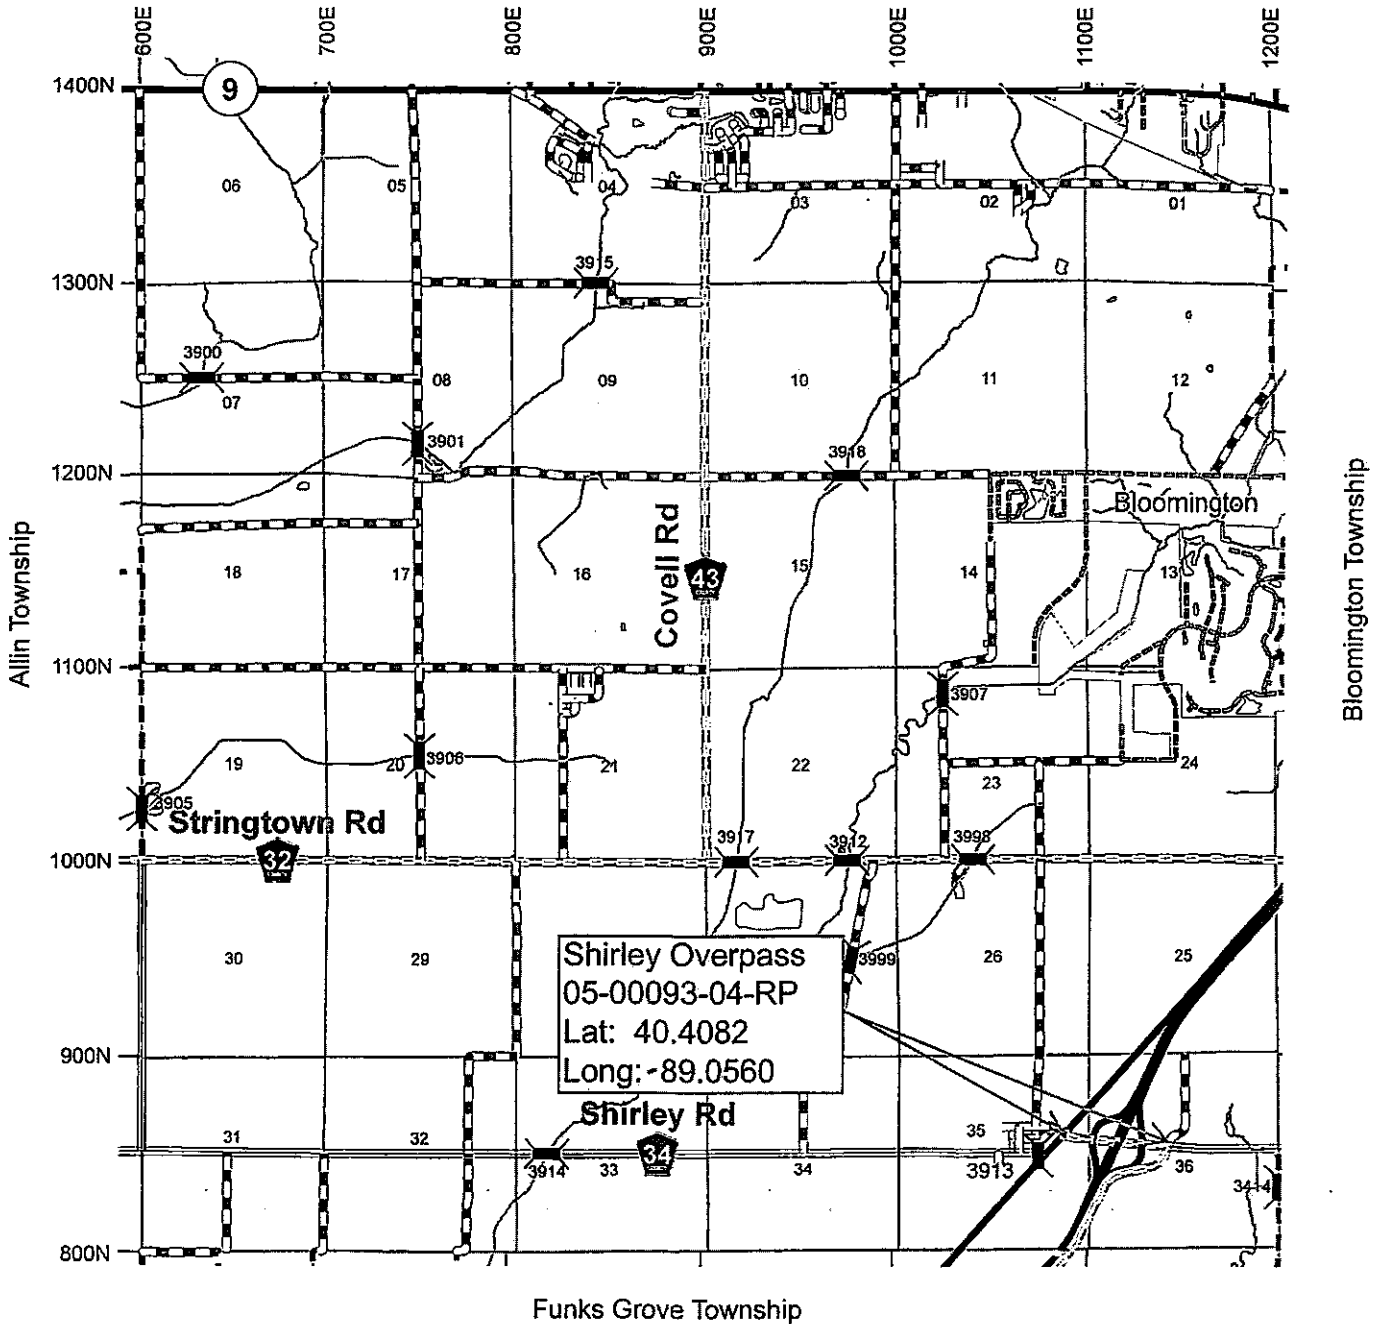 600E
700E
800E
900E
1000E
1100E
1200E
1400N
9
06
05
04
03
02
01
3915
1300N
3900
07
08
09
10
11
12
3901
3918
1200N
Bloomington
Covell Rd
18
17
16
43
15
14
13
Allin Township
Bloomington Township
1100N
3907
19
20
3906
21
22
23
24
3905
Stringtown Rd
32
3917
3912
3998
1000N
30
29
Shirley Overpass
05-00093-04-RP
Lat: 40.4082
Long:-89.0560
3999
26
25
900N
Shirley Rd
31
32
3914
33
34
34
35
3913
36
3414
800N
Funks Grove Township